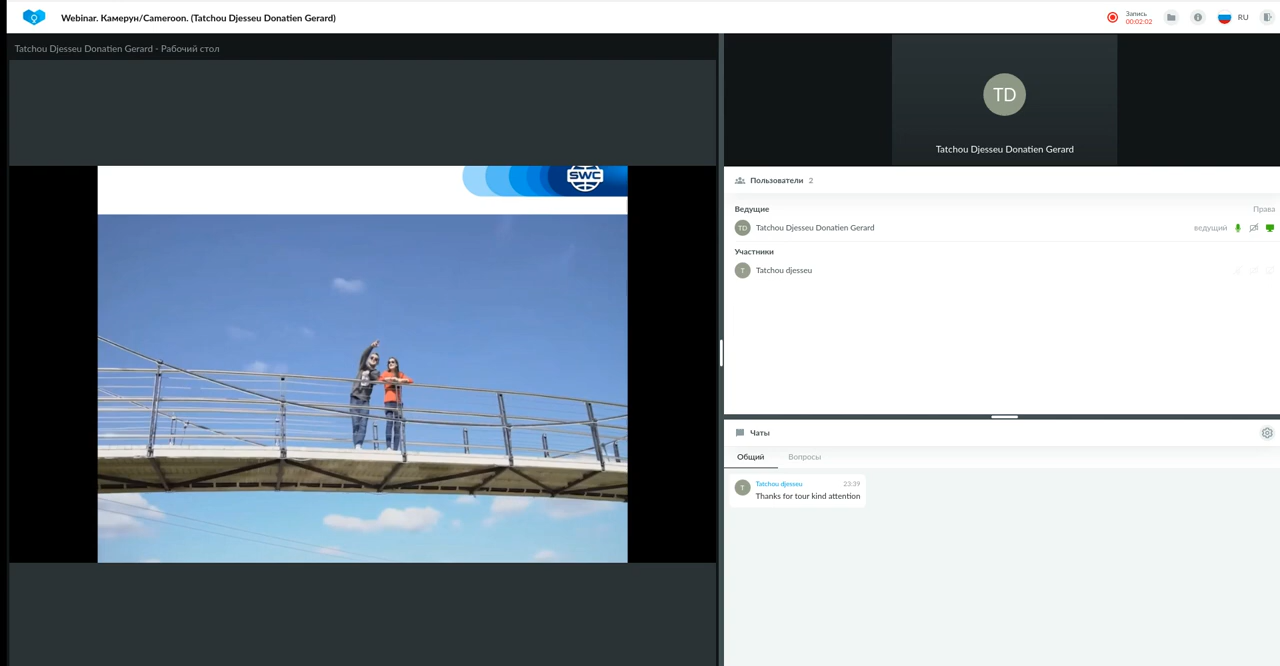 Webinar. Камерун/Cameroon. (Tatchou Djesseu Donatien Gerard)
Запись
00:02:02
RU
Tatchou Djesseu Donatien Gerard - Рабочий стол
SWC
TD
Tatchou Djesseu Donatien Gerard
Пользователи 2
Ведущие Права
TD Tatchou Djesseu Donatien Gerard ведущий
Участники
T Tatchou djesseu
Чаты
Общий Вопросы
T Tatchou djesseu 23:39
Thanks for tour kind attention